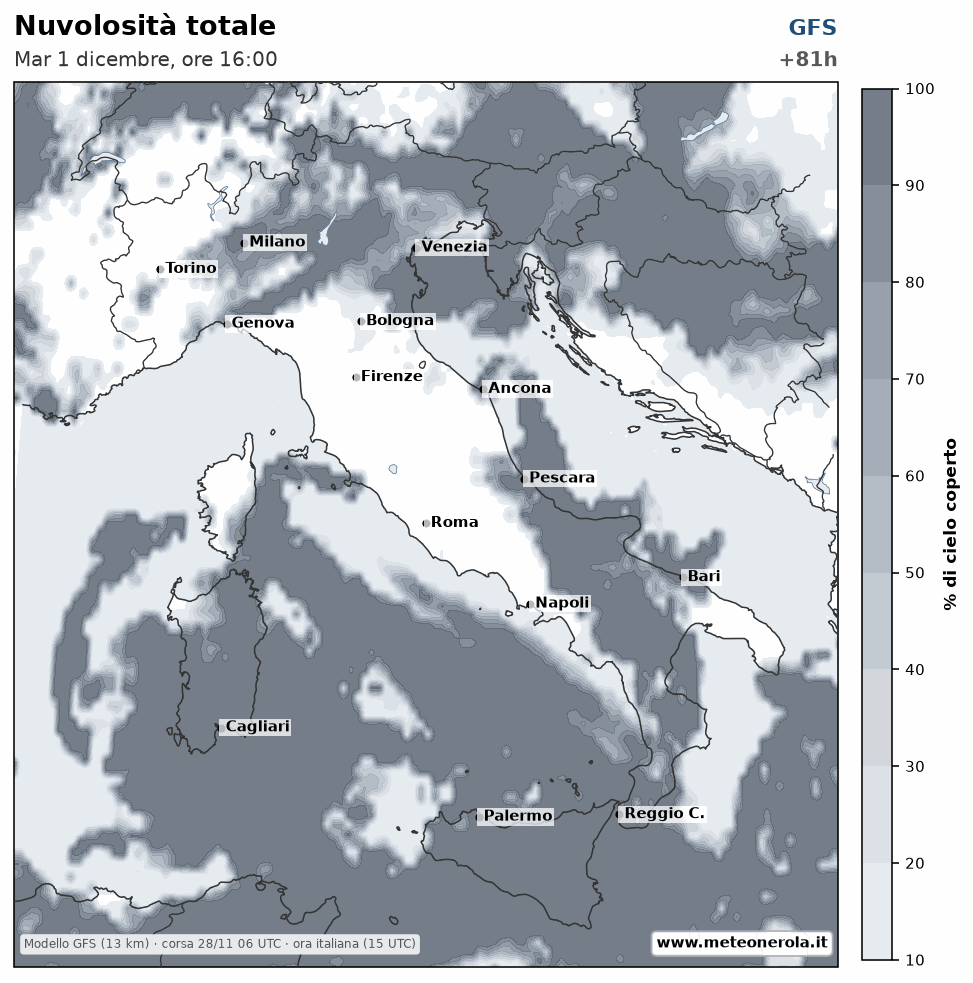 Nuvolosità totale
GFS
Mar 1 dicembre, ore 16:00
+81h
100
90
80
70
60
50
40
30
20
10
% di cielo coperto
Milano
Venezia
Torino
Genova
Bologna
Firenze
Ancona
Pescara
Roma
Bari
Napoli
Cagliari
Palermo
Reggio C.
Modello GFS (13 km) · corsa 28/11 06 UTC · ora italiana (15 UTC)
www.meteonerola.it